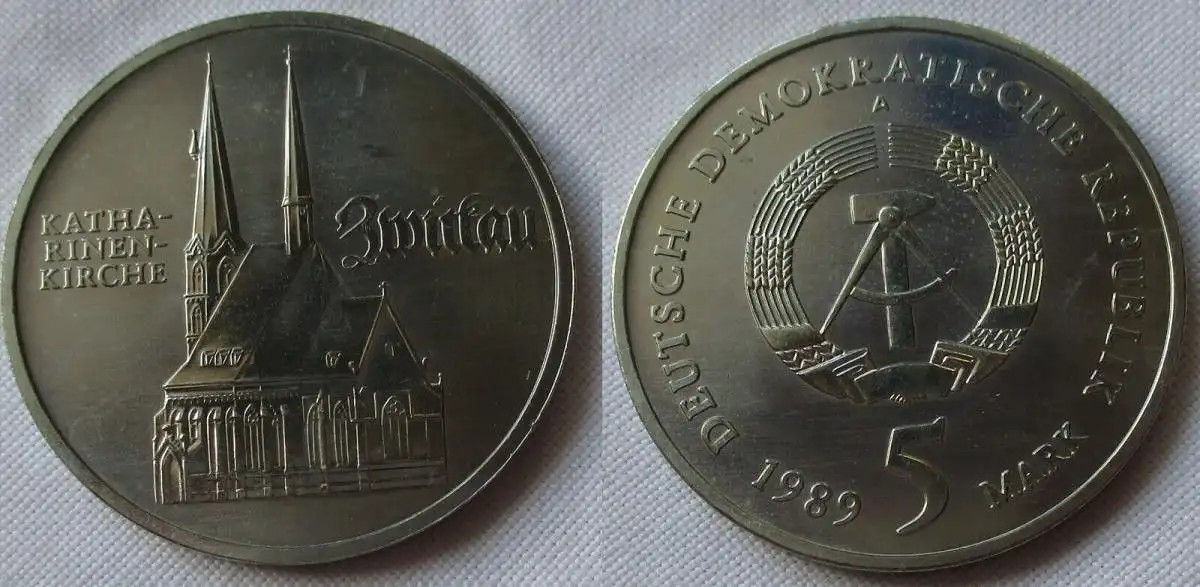 KATHA-
RINEN-
KIRCHE
Zwickau
DEUTSCHE DEMOKRATISCHE REPUBLIK
A
5
1989 MARK